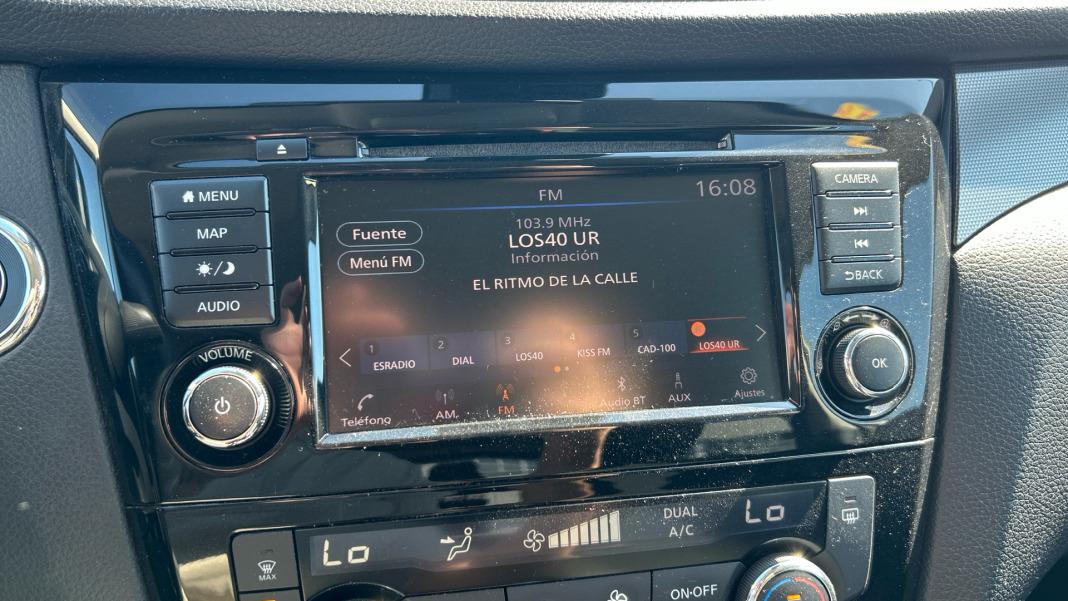 MENU
MAP
AUDIO
VOLUME
FM
16:08
Fuente
Menú FM
103.9 MHz
LOS40 UR
Información
EL RITMO DE LA CALLE
1 ESRADIO
2 DIAL
3 LOS40
4 KISS FM
5 CAD-100
LOS40 UR
Teléfono
AM
FM
Audio BT
AUX
Ajustes
CAMERA
BACK
OK
MAX
Lo
DUAL
A/C
Lo
ON·OFF